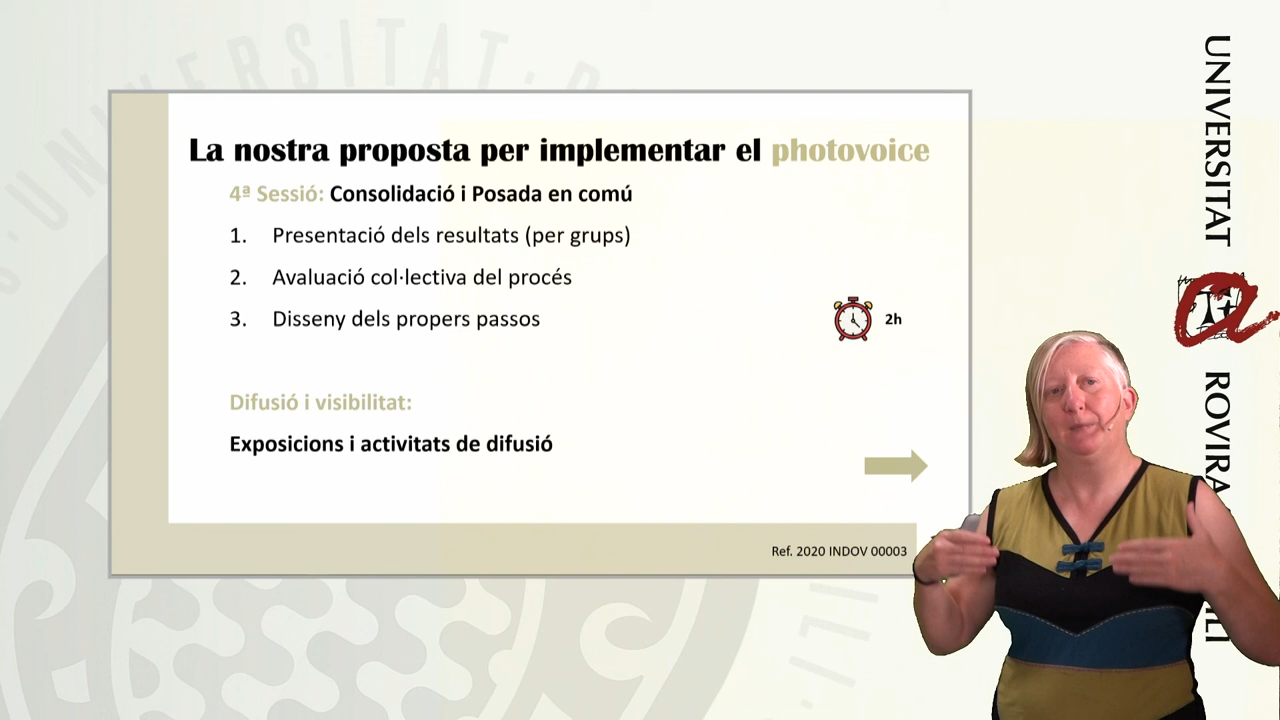 La nostra proposta per implementar el photovoice
4ª Sessió: Consolidació i Posada en comú
1. Presentació dels resultats (per grups)
2. Avaluació col·lectiva del procés
3. Disseny dels propers passos
2h
Difusió i visibilitat:
Exposicions i activitats de difusió
Ref. 2020 INDOV 00003
UNIVERSITAT
ROVIRA